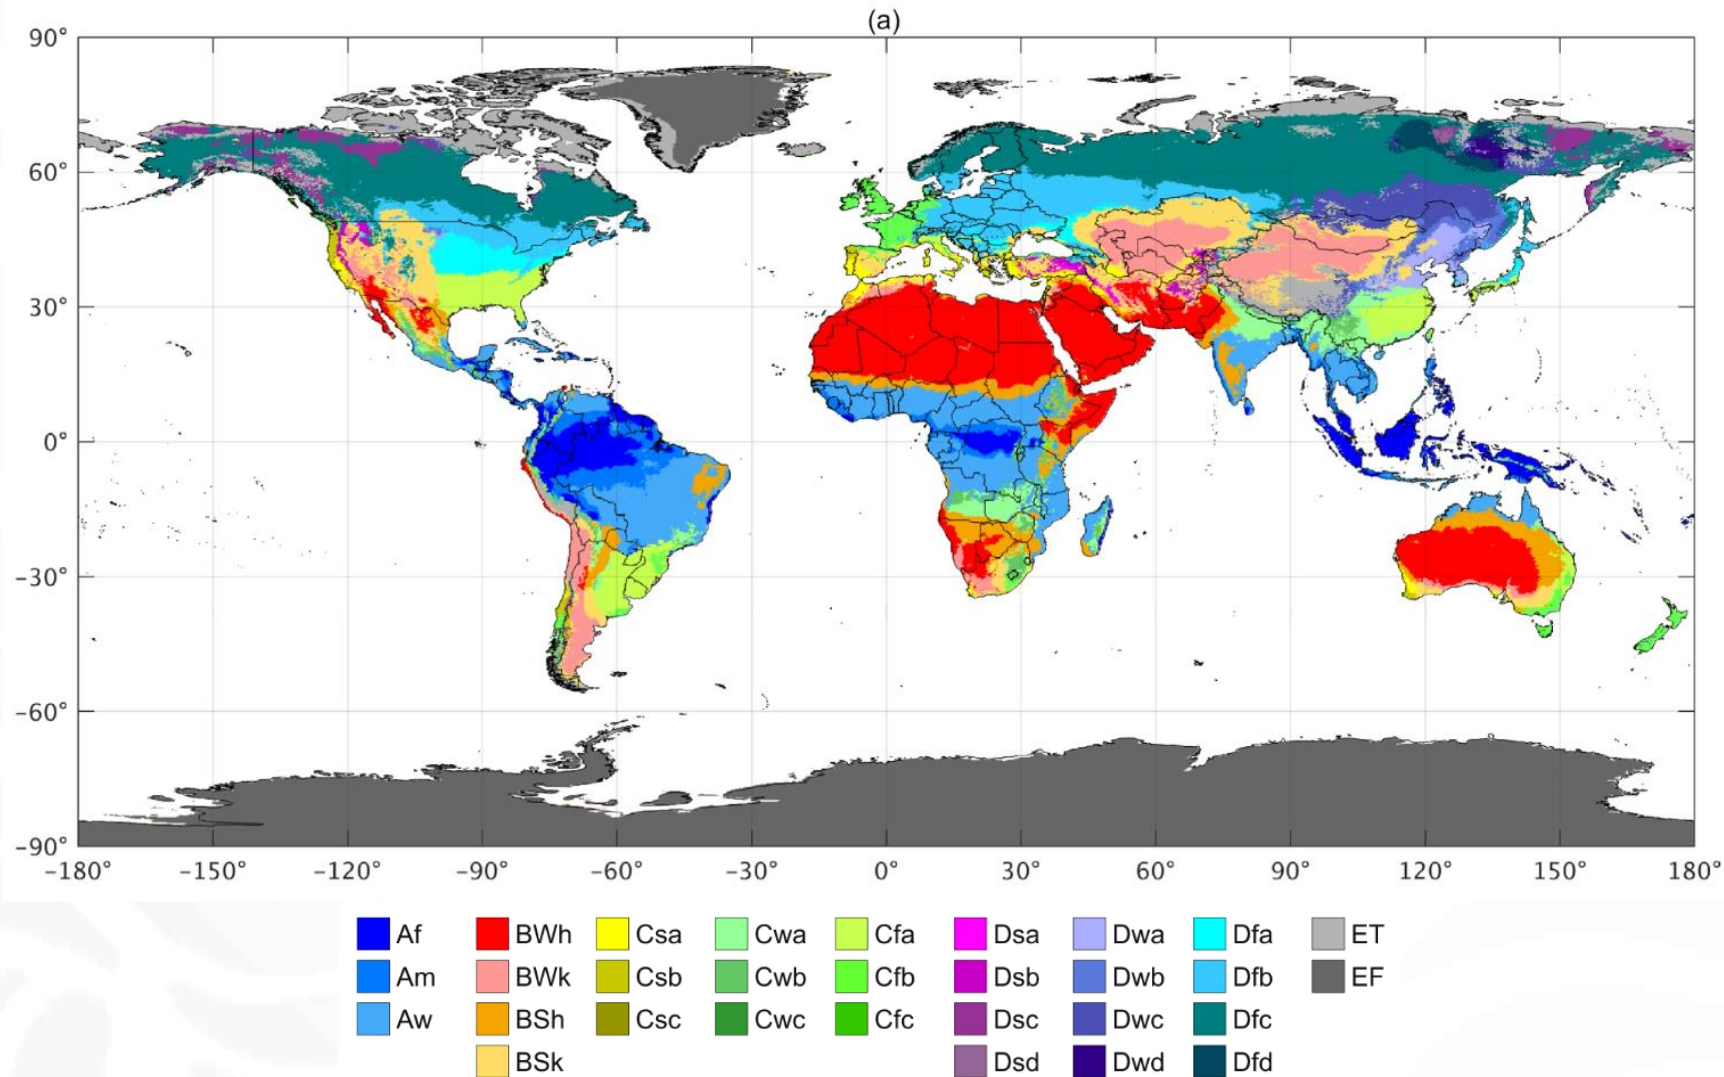 (a)
90°
60°
30°
0°
−30°
−60°
−90°
−180° −150° −120° −90° −60° −30° 0° 30° 60° 90° 120° 150° 180°
Af BWh Csa Cwa Cfa Dsa Dwa Dfa ET
Am BWk Csb Cwb Cfb Dsb Dwb Dfb EF
Aw BSh Csc Cwc Cfc Dsc Dwc Dfc
BSk Dsd Dwd Dfd